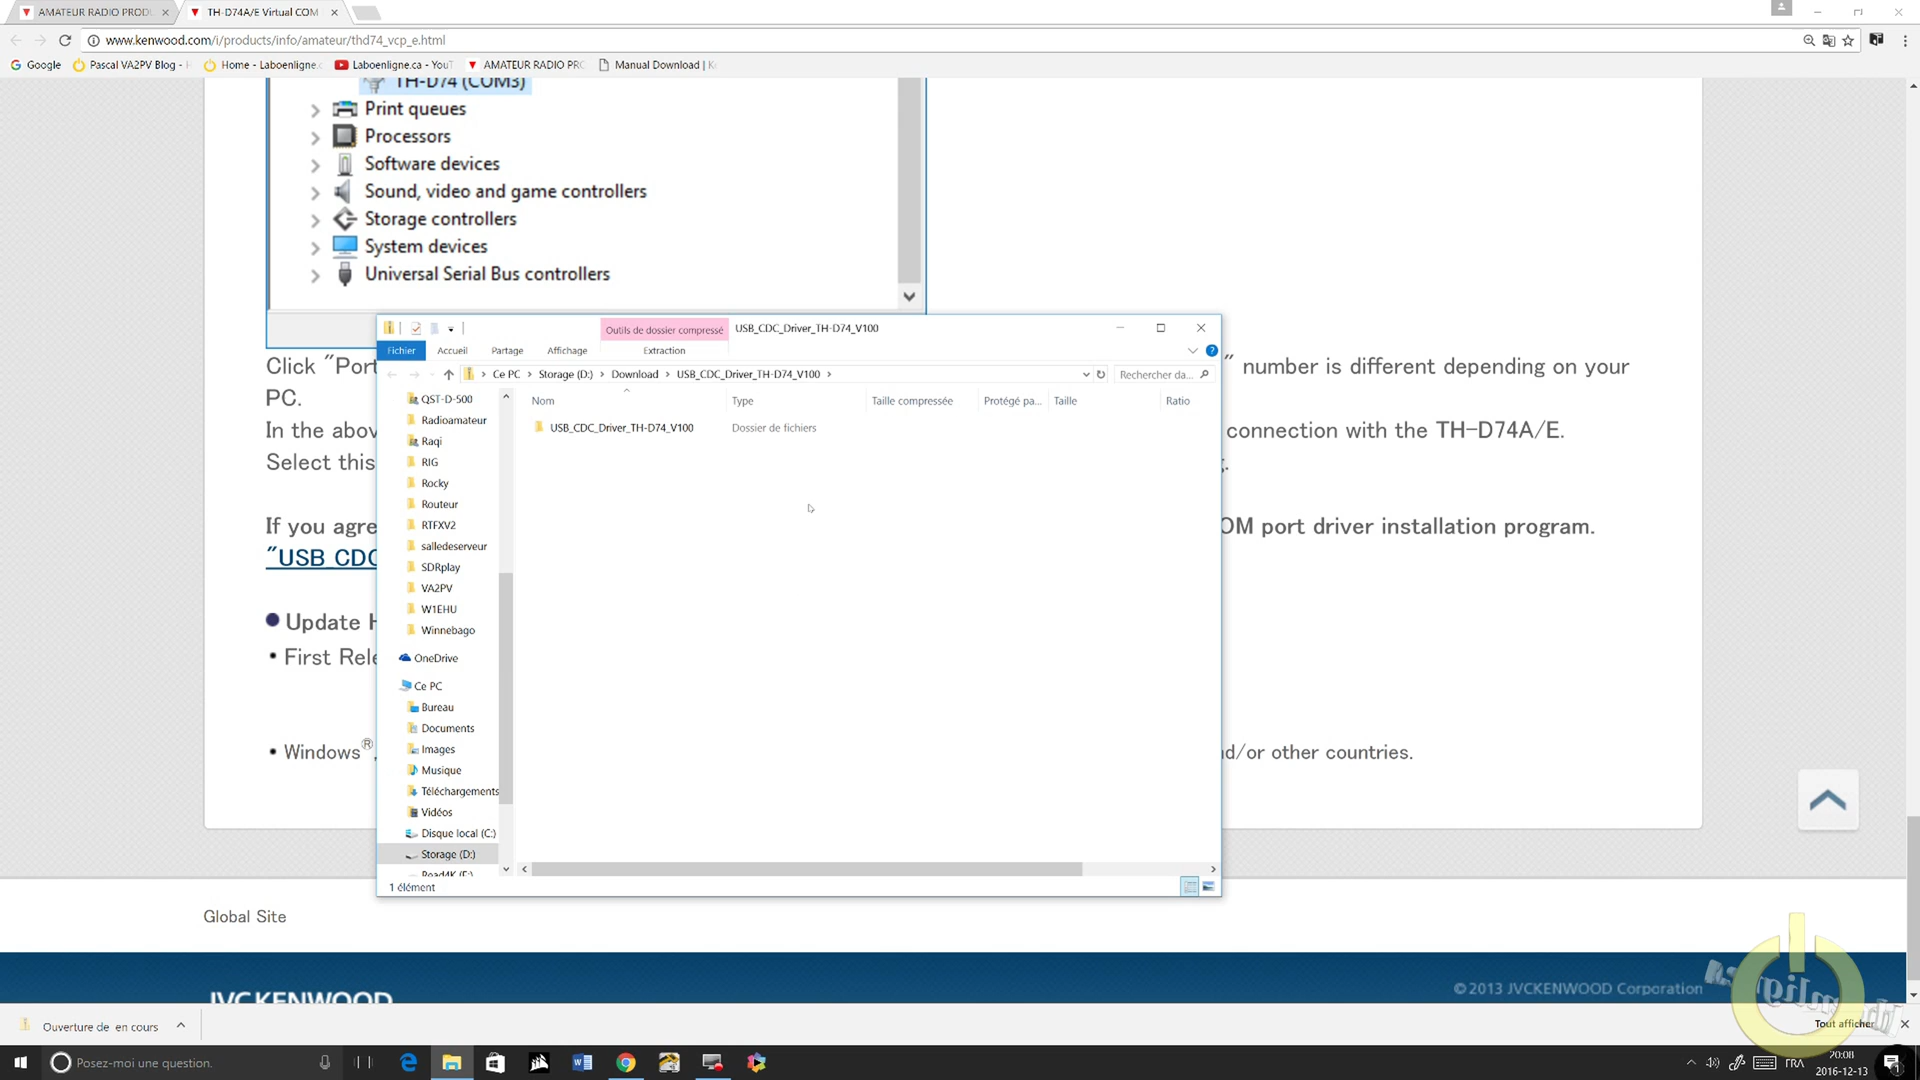 AMATEUR RADIO PRODU
TH-D74A/E Virtual COM
www.kenwood.com/i/products/info/amateur/thd74_vcp_e.html
Google
Pascal VA2PV Blog -
Home - Laboenligne.c
Laboenligne.ca - YouT
AMATEUR RADIO PRO
Manual Download |
TH-D74 (COM3)
Print queues
Processors
Software devices
Sound, video and game controllers
Storage controllers
System devices
Universal Serial Bus controllers
Outils de dossier compressé
USB_CDC_Driver_TH-D74_V100
Fichier
Accueil
Partage
Affichage
Extraction
Ce PC > Storage (D:) > Download > USB_CDC_Driver_TH-D74_V100 >
Rechercher da...
Nom
Type
Taille compressée
Protégé pa...
Taille
Ratio
USB_CDC_Driver_TH-D74_V100
Dossier de fichiers
QST-D-500
Radioamateur
Raqi
RIG
Rocky
Routeur
RTFXV2
salledeserveur
SDRplay
VA2PV
W1EHU
Winnebago
OneDrive
Ce PC
Bureau
Documents
Images
Musique
Téléchargements
Vidéos
Disque local (C:)
Storage (D:)
1 élément
Click "Port
" number is different depending on your
PC.
In the abov
connection with the TH-D74A/E.
Select this
If you agre
OM port driver installation program.
"USB_CDC
● Update H
• First Rele
• Windows®,
nd/or other countries.
Global Site
JVCKENWOOD
©2013 JVCKENWOOD Corporation
Ouverture de en cours
Tout afficher
Posez-moi une question.
FRA
20:08
2016-12-13